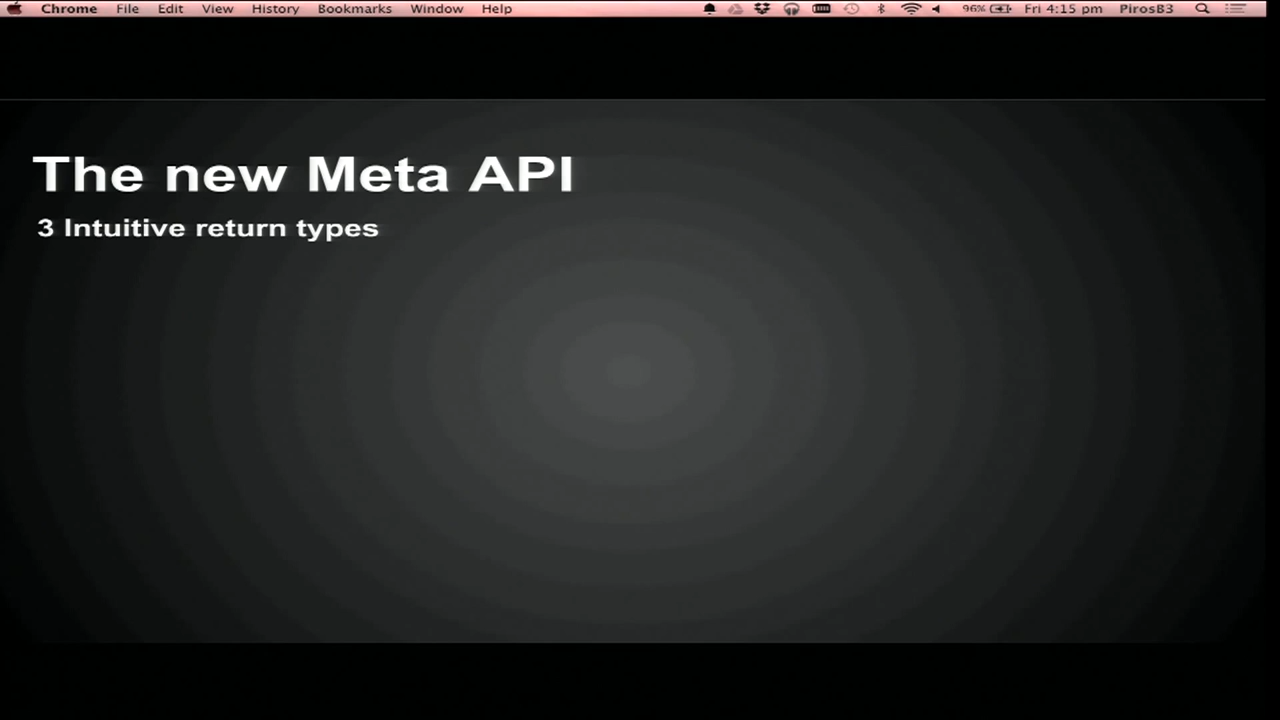 Chrome File Edit View History Bookmarks Window Help 96% Fri 4:15 pm PirosB3
The new Meta API
3 Intuitive return types